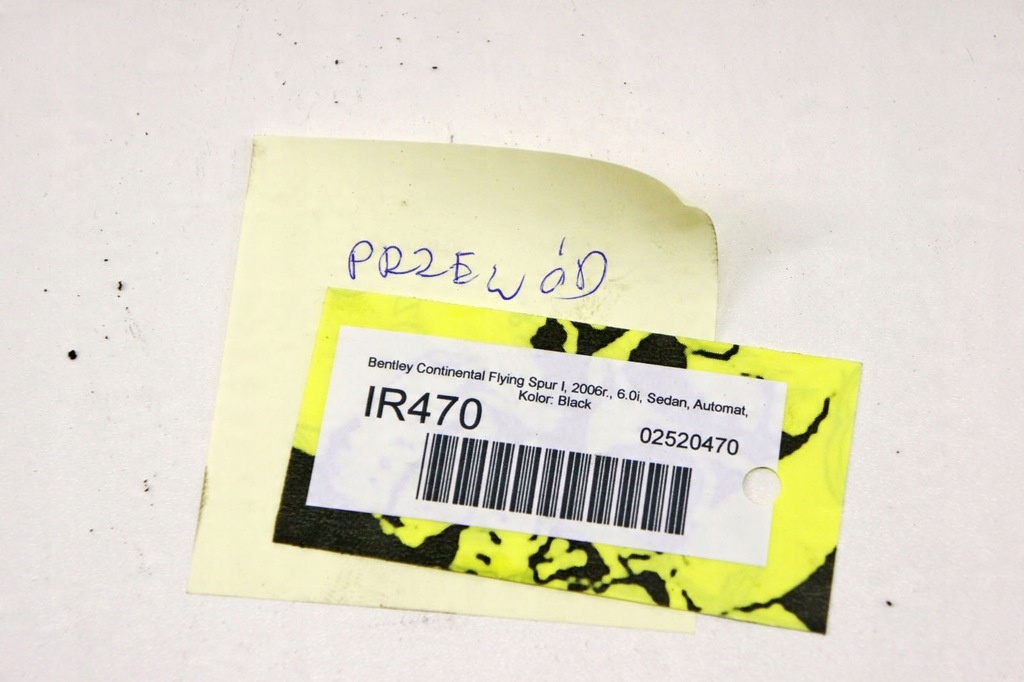 PRZEWÓD
Bentley Continental Flying Spur I, 2006r., 6.0i, Sedan, Automat,
Kolor: Black
IR470
02520470